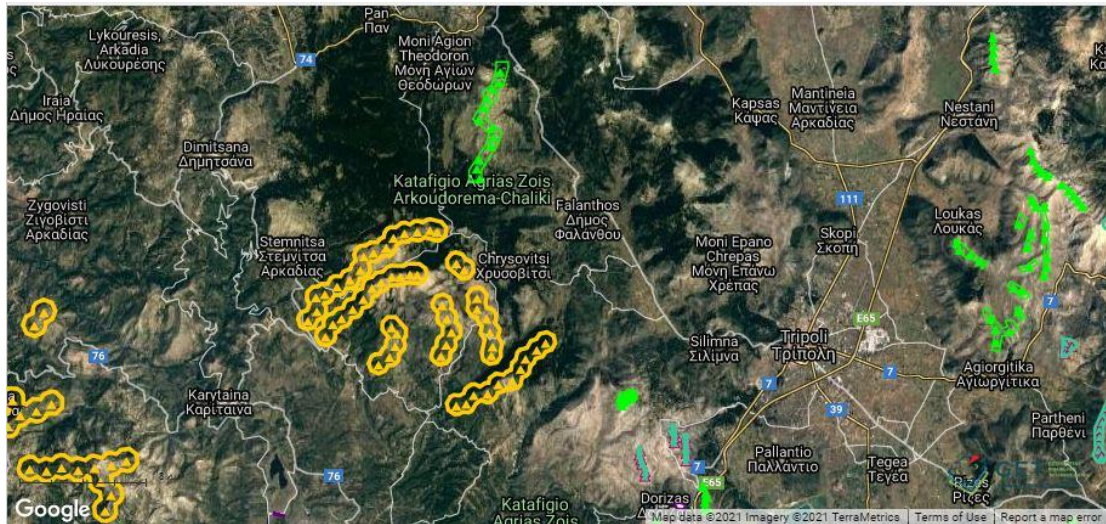 Lykouresis,
Arkadia
Λυκουρέσης,
Pan
Παν
74
Moni Agion
Theodoron
Μονή Αγίων
Θεοδώρων
Iraia
Δήμος Ηραίας
Dimitsana
Δημητσάνα
Kapsas
Κάψας
Mantineia
Μαντίνεια
Αρκαδίας
Nestani
Νεστάνη
Zygovisti
Ζιγοβίστι
Αρκαδίας
Katafigio Agrias Zois
Arkoudorema-Chaliki
111
Stemnitsa
Στεμνίτσα
Αρκαδίας
Chrysovitsi
Χρυσοβίτσι
Falanthos
Δήμος
Φαλάνθου
Moni Epano
Chrepas
Μονή Επάνω
Χρέπας
Skopi
Σκοπή
Loukas
Λουκάς
7
E65
Silimna
Σιλίμνα
Tripoli
Τρίπολη
76
Karytaina
Καρίταινα
7
7
Agiorgitika
Αγιωργίτικα
39
Partheni
Παρθένι
76
7
Pallantio
Παλλάντιο
Tegea
Τεγέα
Rizes
Ρίζες
E65
Dorizas
Katafigio
Agrias Zois
Google
Map data ©2021 Imagery ©2021 TerraMetrics
Terms of Use
Report a map error